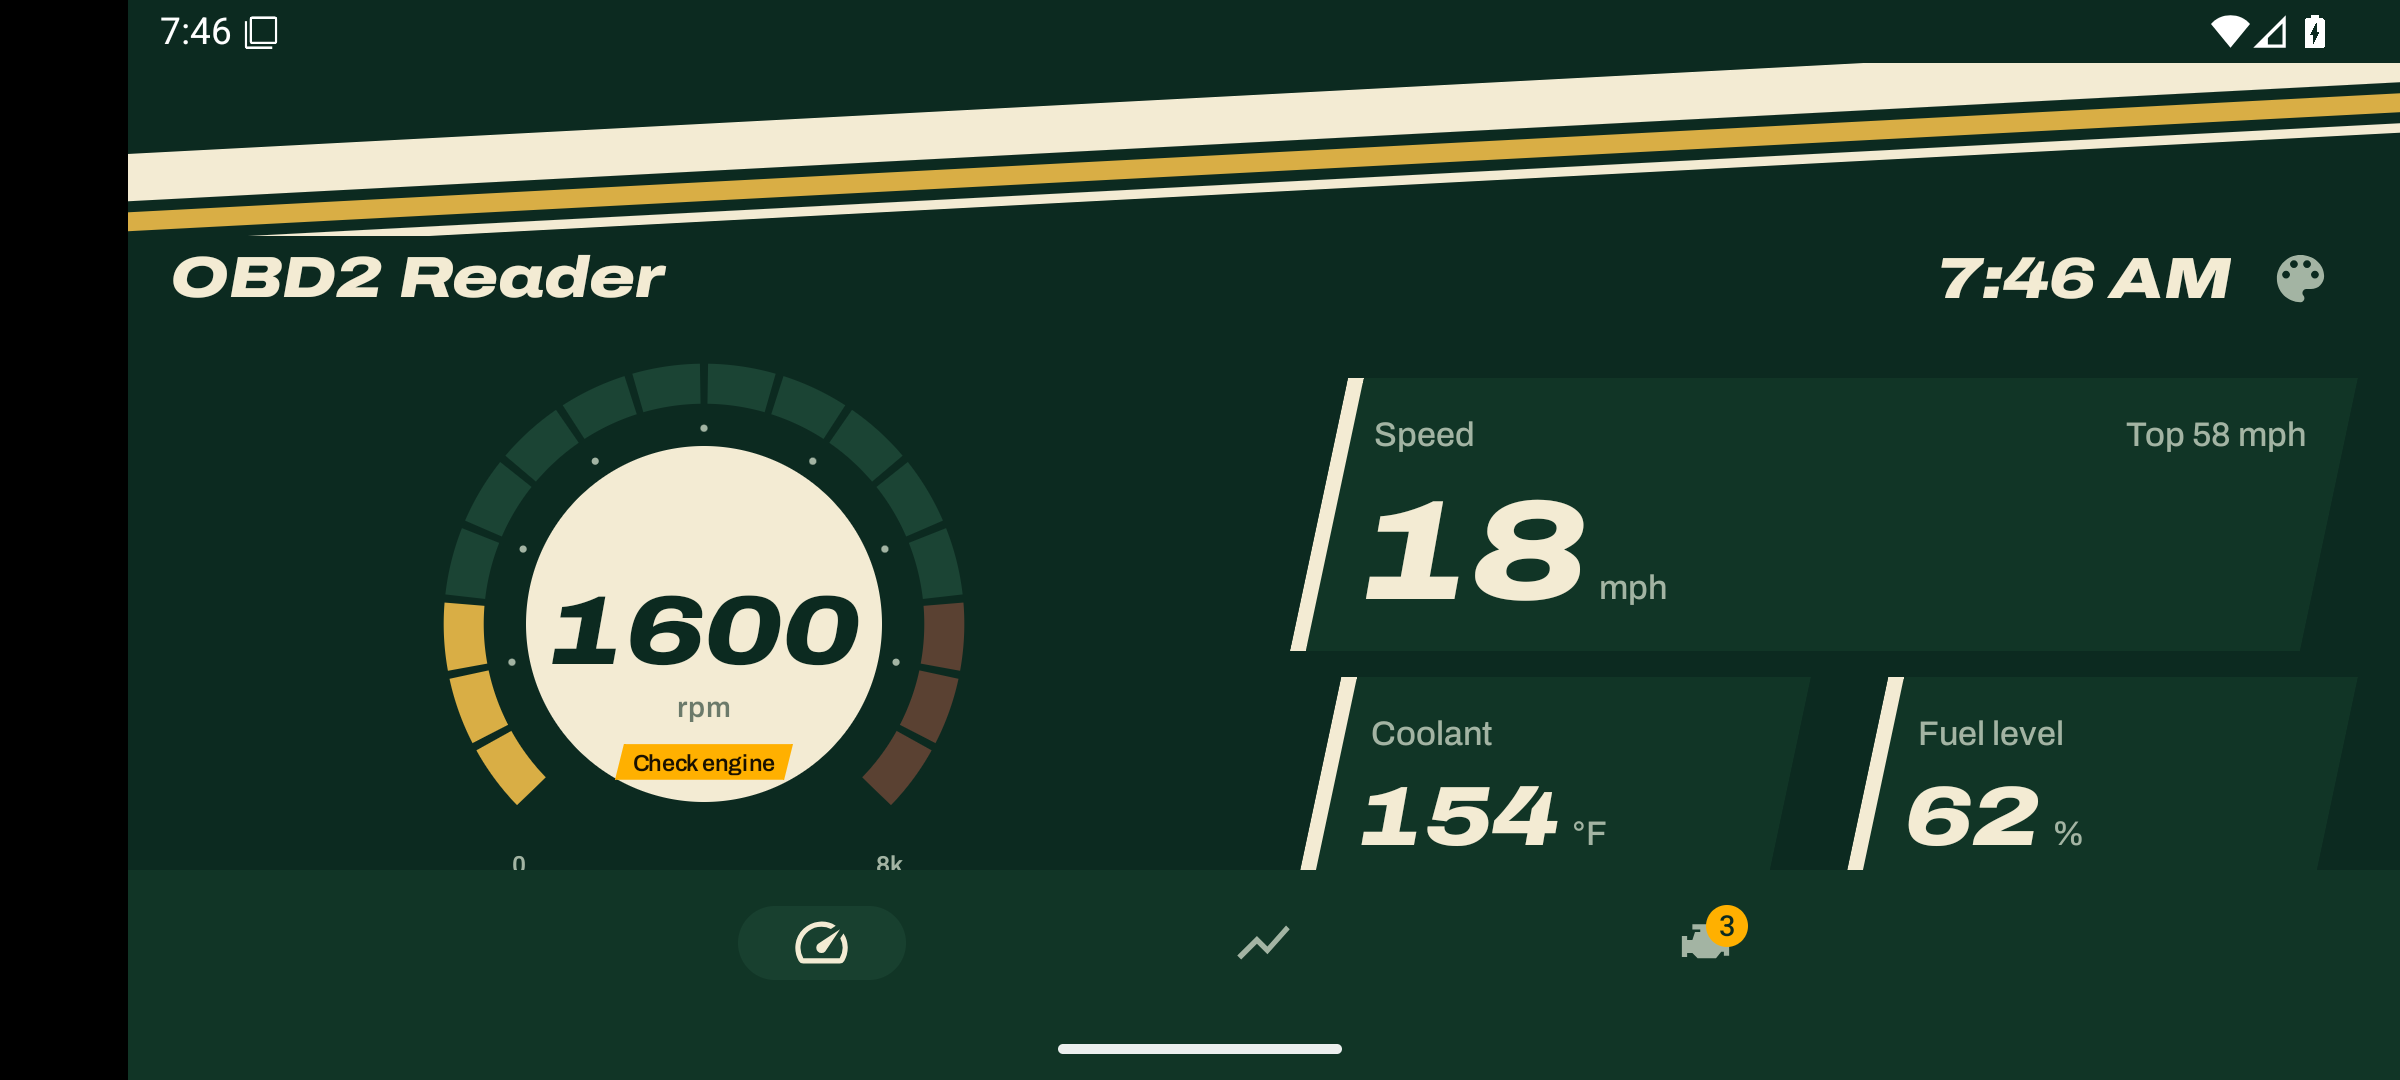 7:46
OBD2 Reader
7:46 AM
1600
rpm
Check engine
0
8k
Speed
Top 58 mph
18 mph
Coolant
154 °F
Fuel level
62 %
3